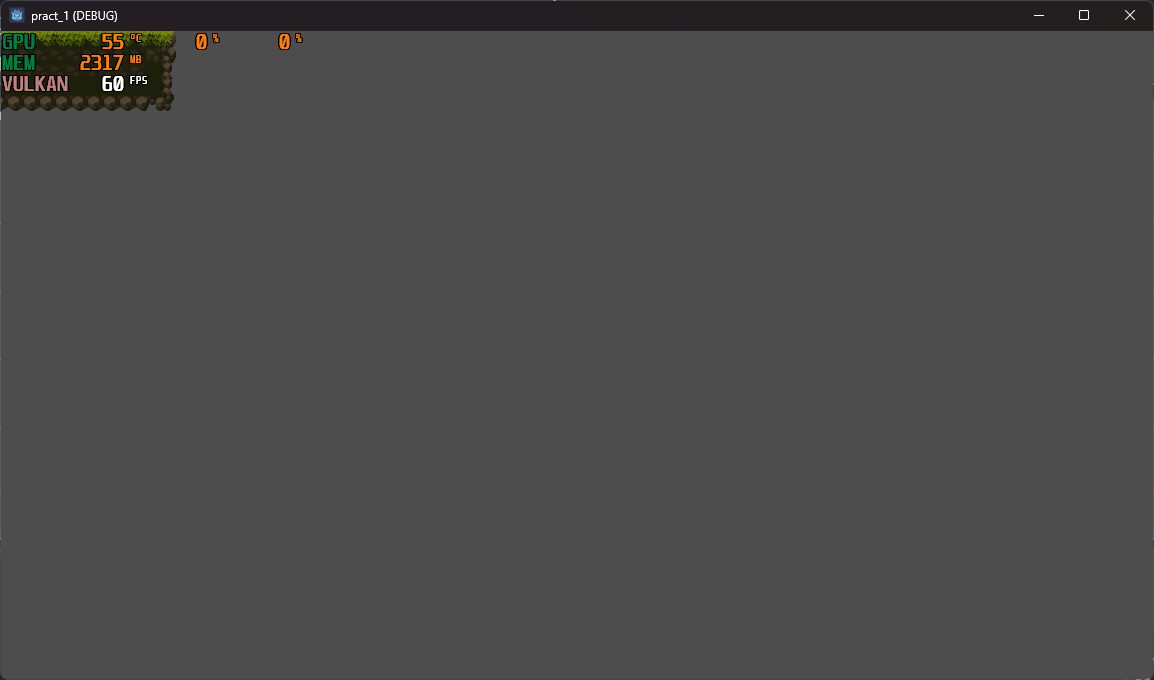 pract_1 (DEBUG)
GPU 55 °C 0 % 0 %
MEM 2317 MB
VULKAN 60 FPS